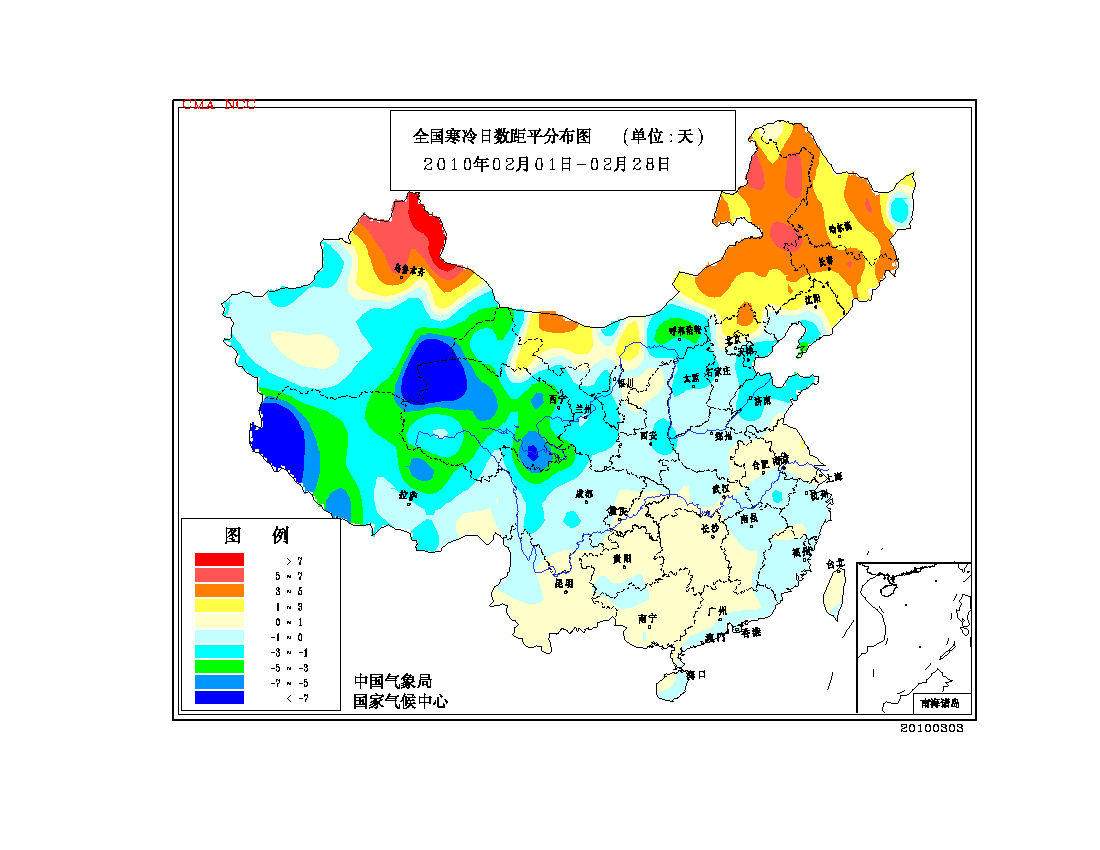 CMA NCC
全国寒冷日数距平分布图 (单位:天)
2010年02月01日-02月28日
哈尔滨
长春
乌鲁木齐
沈阳
呼和浩特
北京
天津
银川
太原
石家庄
西宁
兰州
济南
西安
郑州
合肥
南京
上海
拉萨
成都
武汉
杭州
重庆
南昌
长沙
贵阳
福州
台北
昆明
南宁
广州
澳门
香港
海口
图 例
> 7
5 ~ 7
3 ~ 5
1 ~ 3
0 ~ 1
-1 ~ 0
-3 ~ -1
-5 ~ -3
-7 ~ -5
< -7
中国气象局
国家气候中心
南海诸岛
20100303